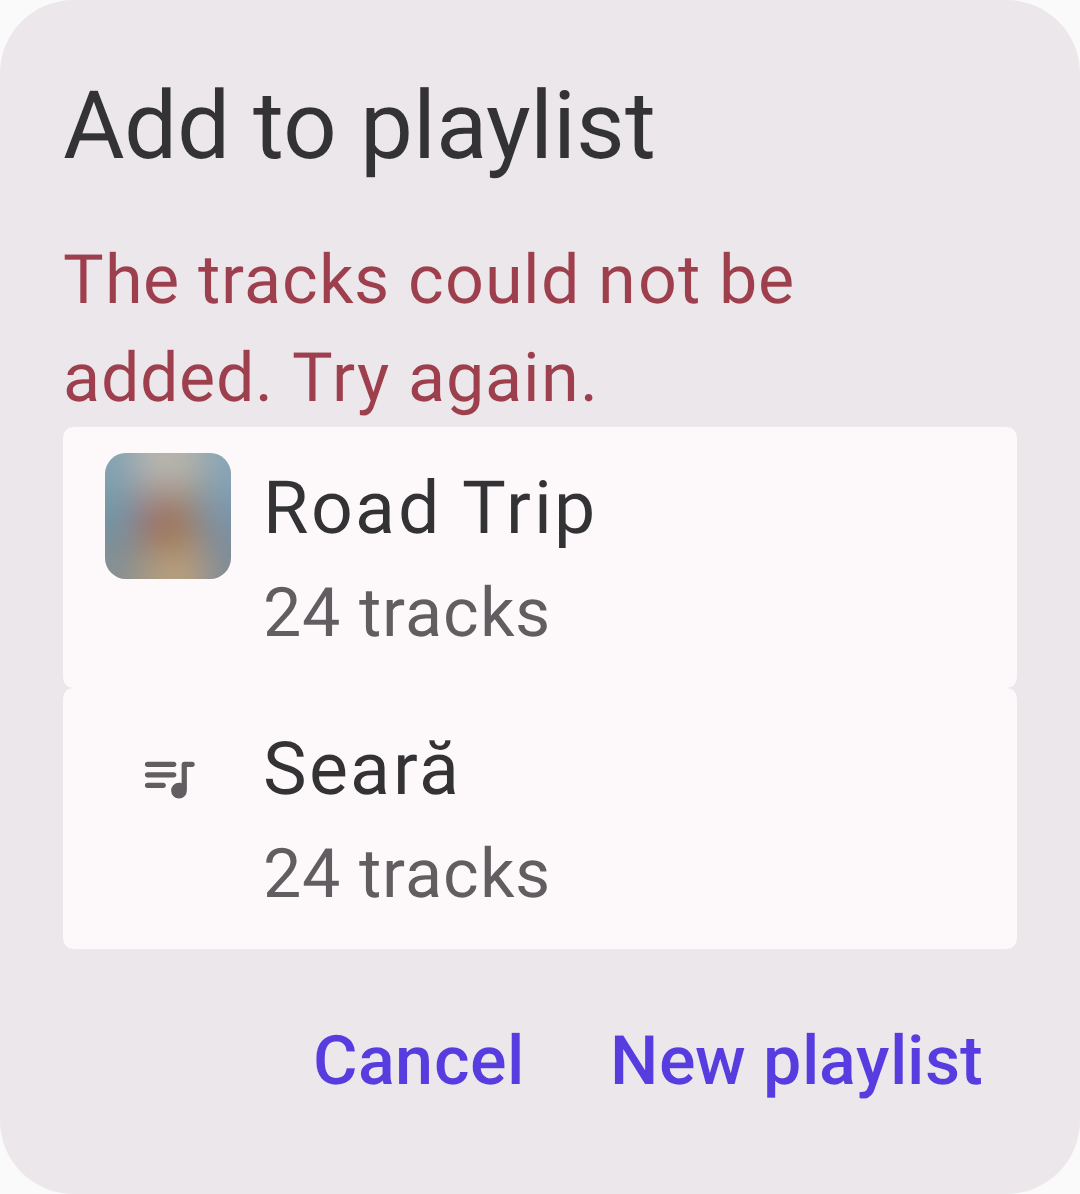 Add to playlist
The tracks could not be
added. Try again.
Road Trip
24 tracks
Seară
24 tracks
Cancel
New playlist